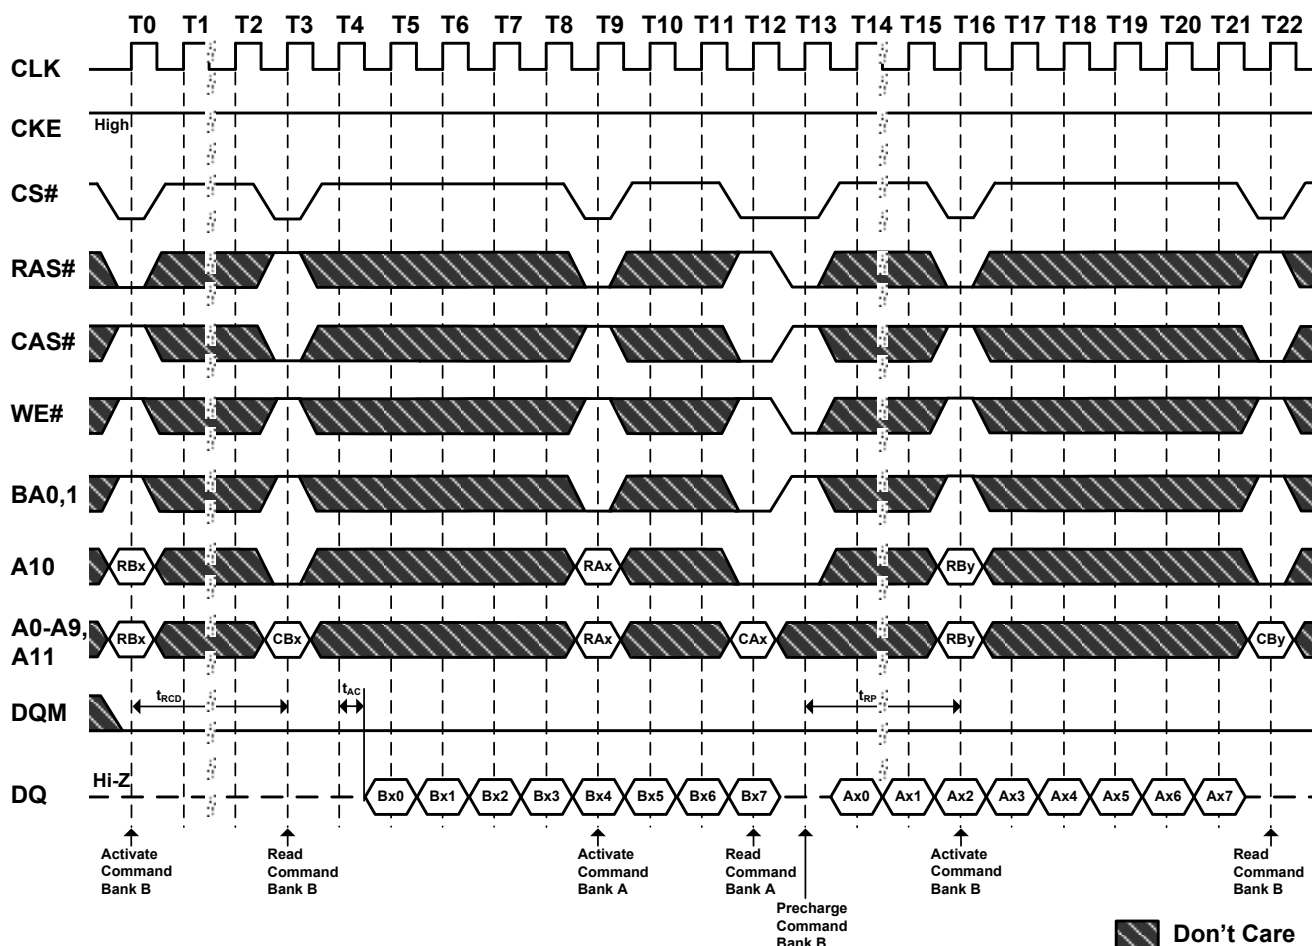 T0 T1 T2 T3 T4 T5 T6 T7 T8 T9 T10 T11 T12 T13 T14 T15 T16 T17 T18 T19 T20 T21 T22
CLK
CKE High
CS#
RAS#
CAS#
WE#
BA0,1
A10 RBx RAx RBy
A0-A9,
A11 RBx CBx RAx CAx RBy CBy
DQM tRCD tAC tRP
DQ Hi-Z Bx0 Bx1 Bx2 Bx3 Bx4 Bx5 Bx6 Bx7 Ax0 Ax1 Ax2 Ax3 Ax4 Ax5 Ax6 Ax7
Activate
Command
Bank B
Read
Command
Bank B
Activate
Command
Bank A
Read
Command
Bank A
Precharge
Command
Bank B
Activate
Command
Bank B
Read
Command
Bank B
Don't Care